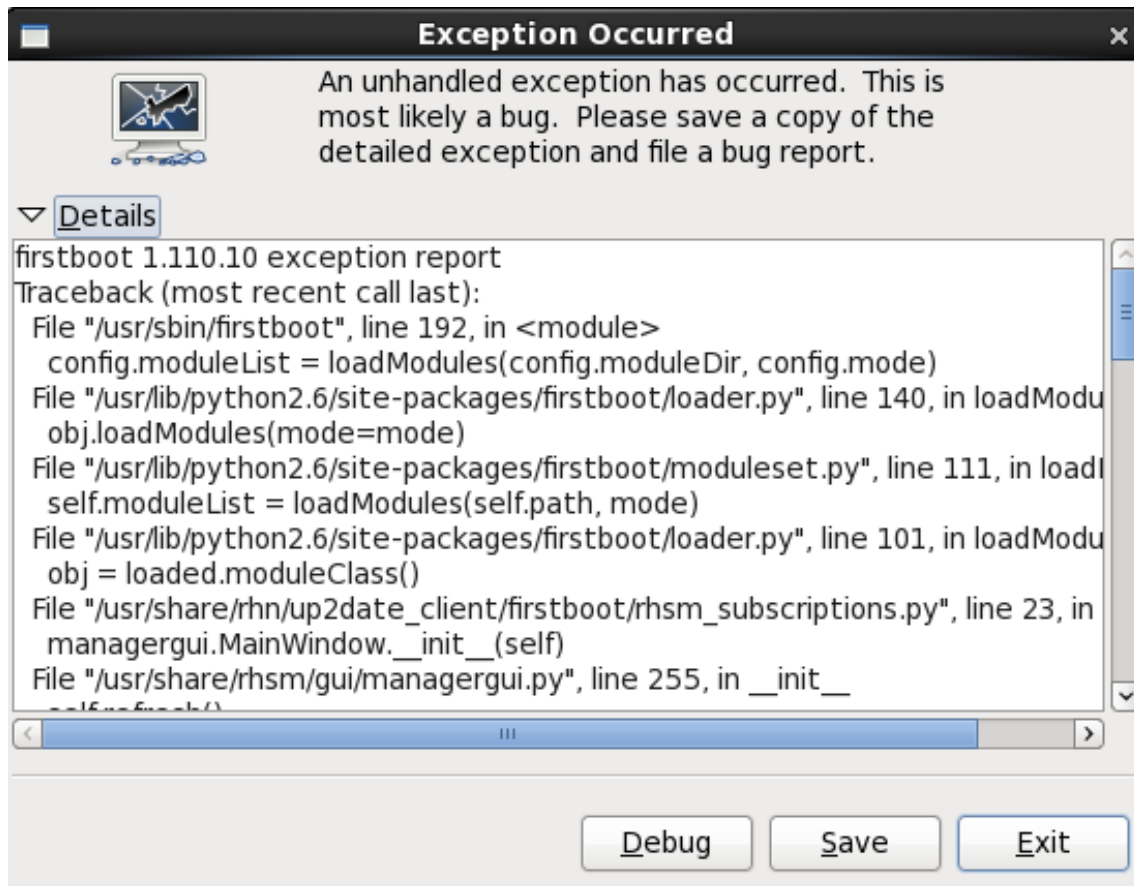 Exception Occurred
An unhandled exception has occurred.  This is
most likely a bug.  Please save a copy of the
detailed exception and file a bug report.
Details
firstboot 1.110.10 exception report
Traceback (most recent call last):
  File "/usr/sbin/firstboot", line 192, in <module>
    config.moduleList = loadModules(config.moduleDir, config.mode)
  File "/usr/lib/python2.6/site-packages/firstboot/loader.py", line 140, in loadModu
    obj.loadModules(mode=mode)
  File "/usr/lib/python2.6/site-packages/firstboot/moduleset.py", line 111, in load
    self.moduleList = loadModules(self.path, mode)
  File "/usr/lib/python2.6/site-packages/firstboot/loader.py", line 101, in loadModu
    obj = loaded.moduleClass()
  File "/usr/share/rhn/up2date_client/firstboot/rhsm_subscriptions.py", line 23, in
    managergui.MainWindow.__init__(self)
  File "/usr/share/rhsm/gui/managergui.py", line 255, in __init__
    self.refresh()
Debug Save Exit